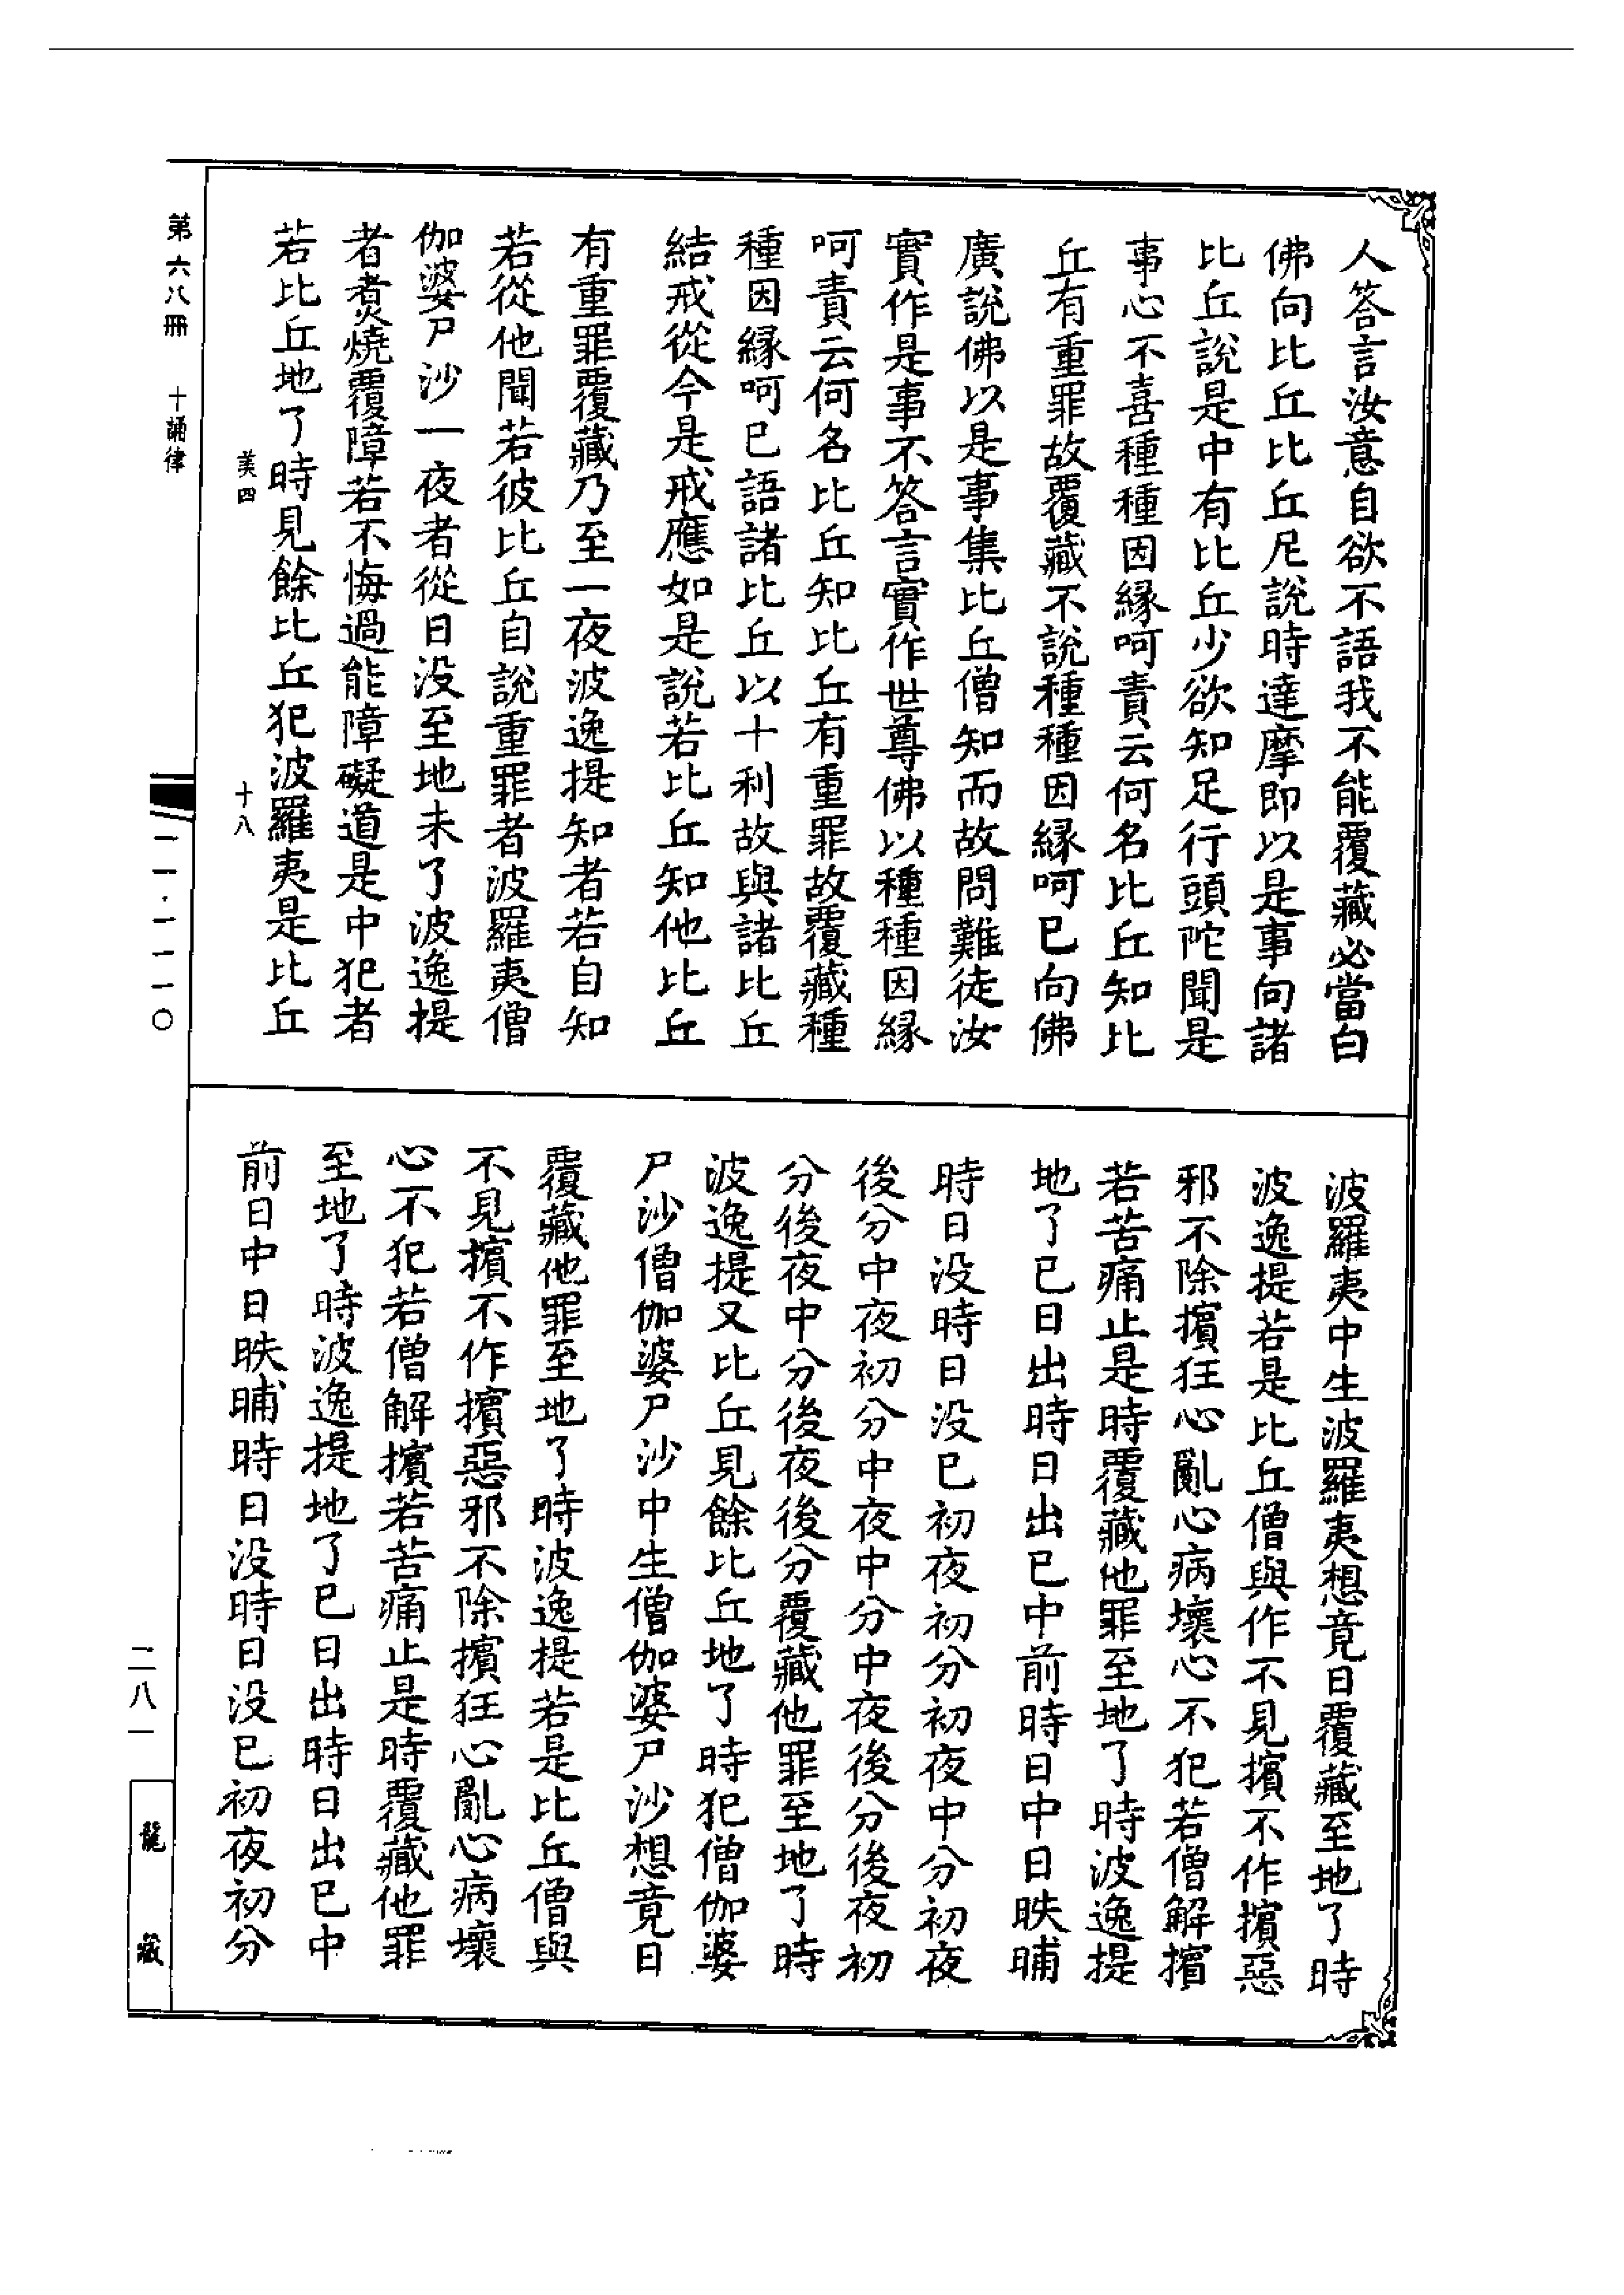 人答言汝意自欲不語我不能覆藏必當白
佛向比丘比丘尼說時達摩即以是事向諸
比丘說是中有比丘少欲知足行頭陀聞是
事心不喜種種因緣呵責云何名比丘知比
丘有重罪故覆藏不說種種因緣呵已向佛
廣說佛以是事集比丘僧知而故問難徒汝
實作是事不答言實作世尊佛以種種因緣
呵責云何名比丘知比丘有重罪故覆藏種
種因緣呵已語諸比丘以十利故與諸比丘
結戒從今是戒應如是說若比丘知他比丘
有重罪覆藏乃至一夜波逸提知者若自知
若從他聞若彼比丘自說重罪者波羅夷僧
伽婆尸沙一夜者從日没至地未了波逸提
者煑燒覆障若不悔過能障礙道是中犯者
若比丘地了時見餘比丘犯波羅夷是比丘
波羅夷中生波羅夷想竟日覆藏至地了時
波逸提若是比丘僧與作不見擯不作擯惡
邪不除擯狂心亂心病壞心不犯若僧解擯
若苦痛止是時覆藏他罪至地了時波逸提
地了已日出時日出已中前時日中日昳晡
時日没時日没已初夜初分初夜中分初夜
後分中夜初分中夜中分中夜後分後夜初
分後夜中分後夜後分覆藏他罪至地了時
波逸提又比丘見餘比丘地了時犯僧伽婆
尸沙僧伽婆尸沙中生僧伽婆尸沙想竟日
覆藏他罪至地了時波逸提若是比丘僧與
不見擯不作擯惡邪不除擯狂心亂心病壞
心不犯若僧解擯若苦痛止是時覆藏他罪
至地了時波逸提地了已日出時日出已中
前日中日昳晡時日没時日没已初夜初分
美四 十八
第六八冊 十誦律
二一·一一一〇
二八一
龍藏